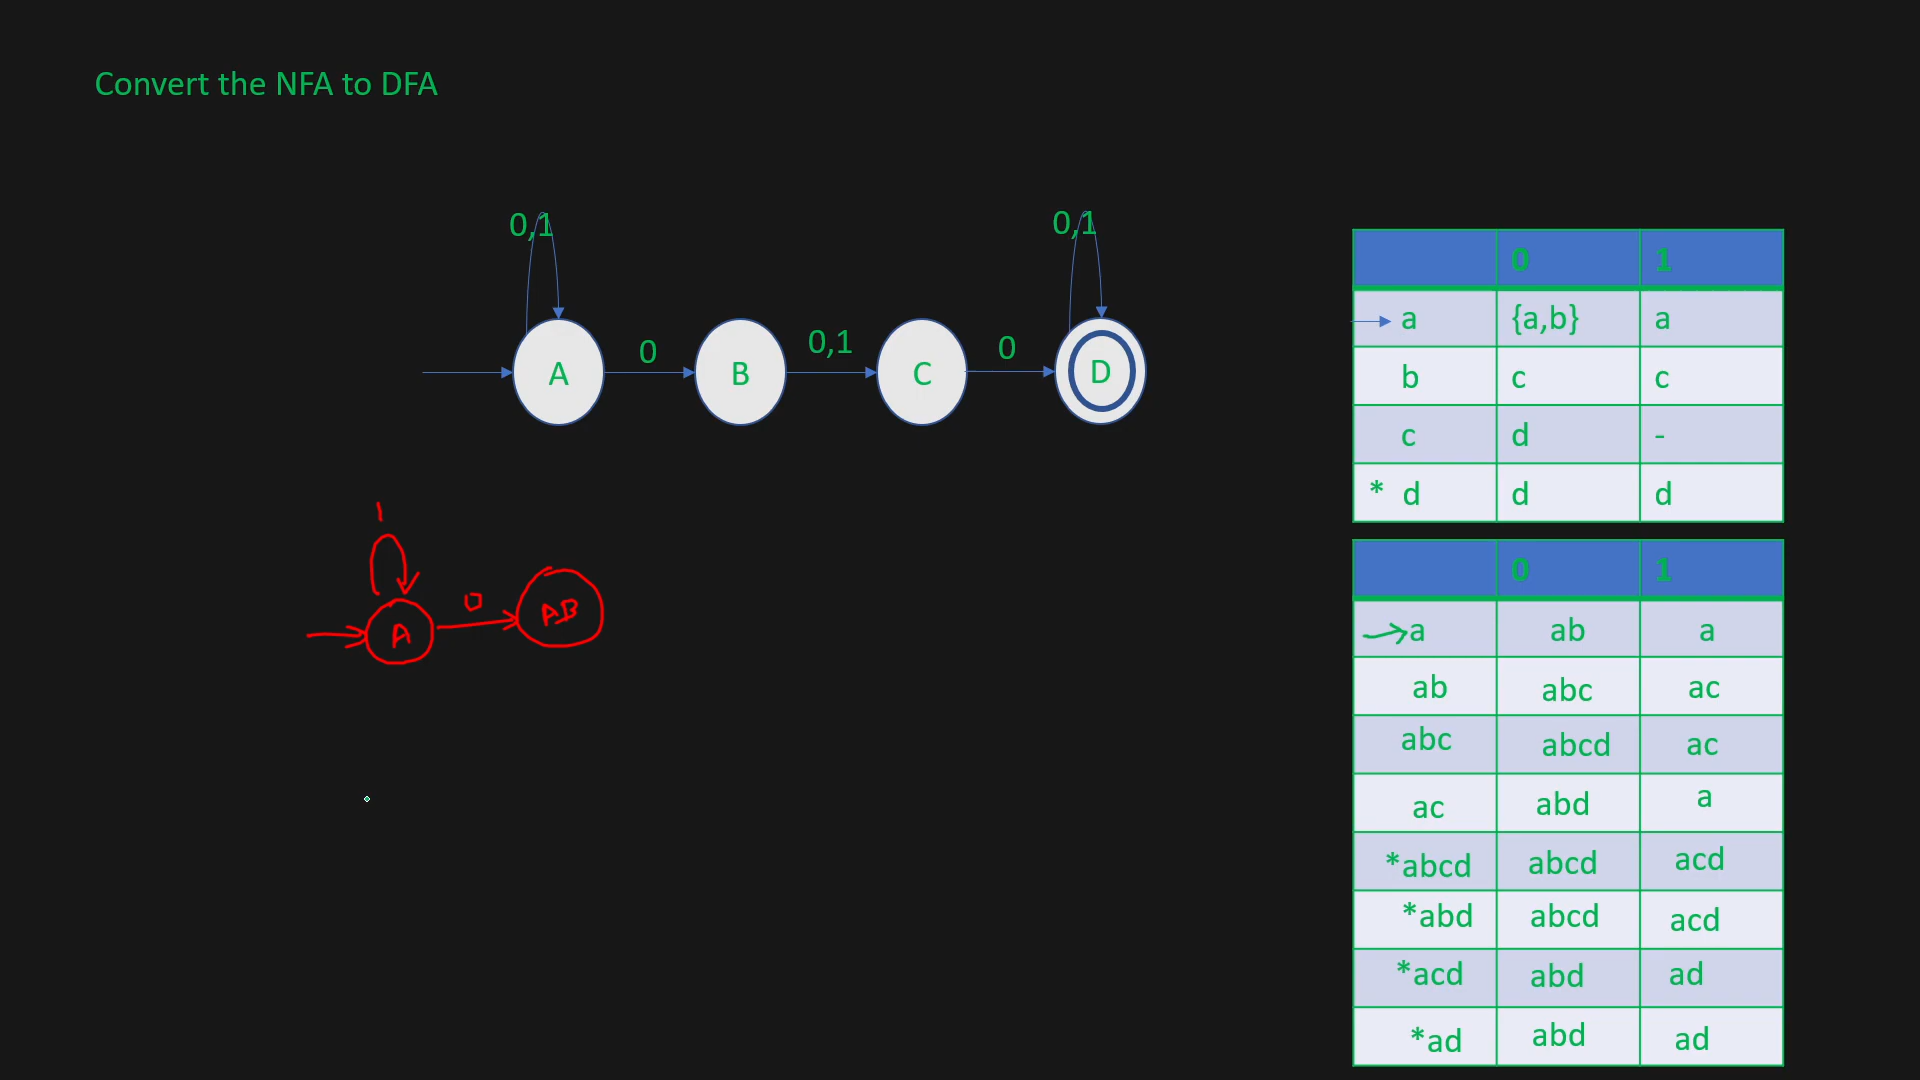 Convert the NFA to DFA
0,1
0,1
0
0,1
0
A
B
C
D
1
0
A
AB
0 1
a {a,b} a
b c c
c d -
* d d d
0 1
a ab a
ab abc ac
abc abcd ac
ac abd a
*abcd abcd acd
*abd abcd acd
*acd abd ad
*ad abd ad